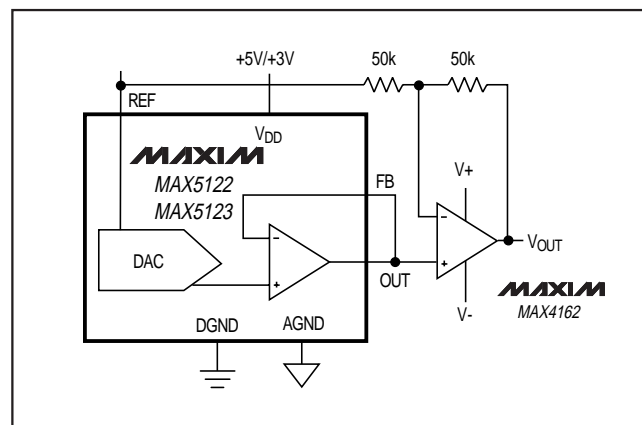 +5V/+3V
50k
50k
REF
VDD
MAXIM
MAX5122
MAX5123
FB
V+
DAC
-
+
-
+
VOUT
OUT
V-
MAXIM
MAX4162
DGND
AGND